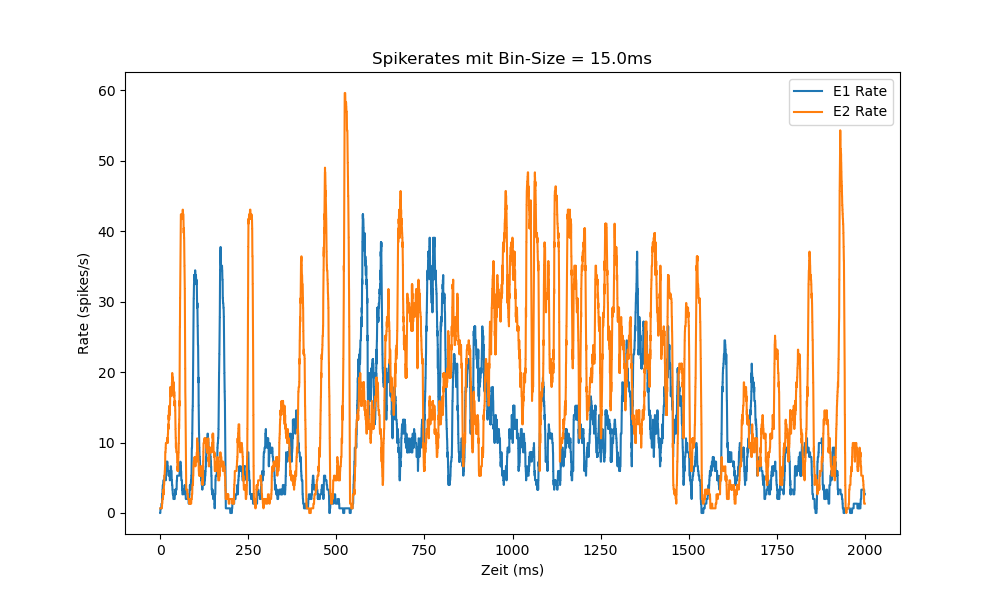 Spikerates mit Bin-Size = 15.0ms
E1 Rate
E2 Rate
60
50
40
30
20
10
0
Rate (spikes/s)
0 250 500 750 1000 1250 1500 1750 2000
Zeit (ms)